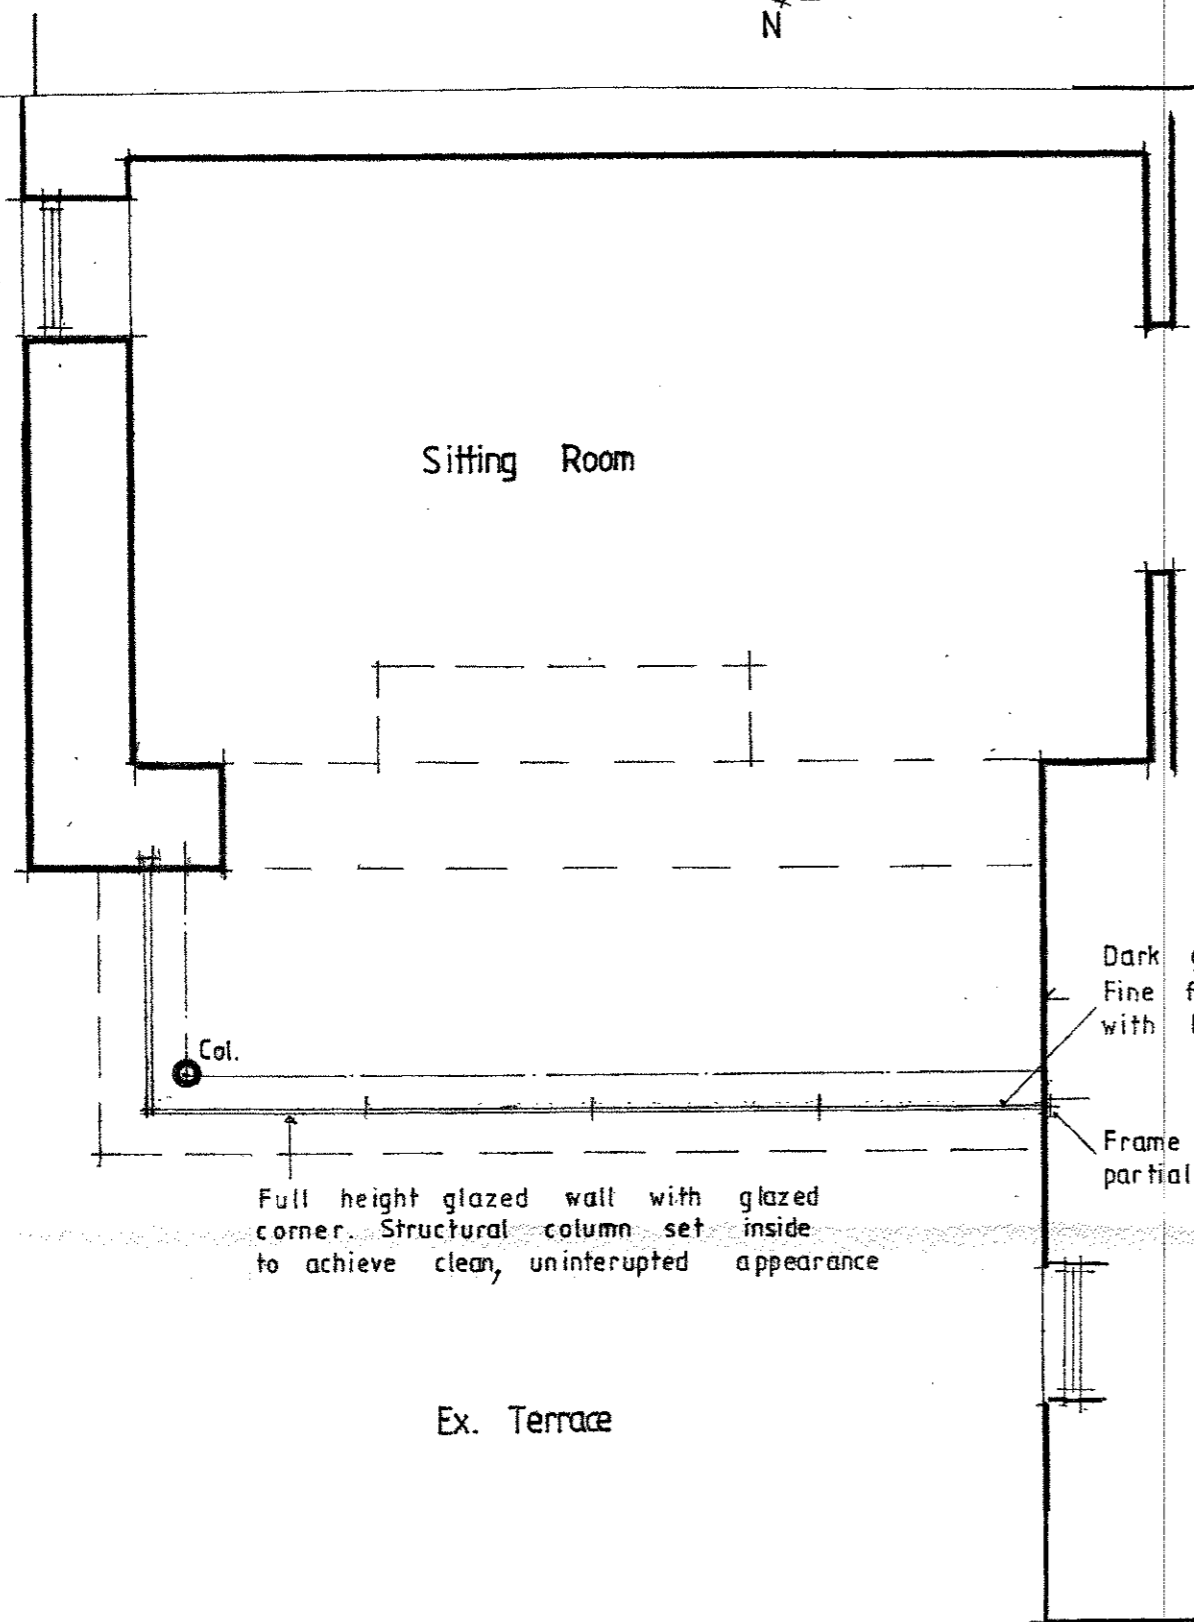 N
Sitting Room
Col.
Dark
Fine
with
Frame
partial
Full height glazed wall with glazed
corner. Structural column set inside
to achieve clean, uninterupted appearance
Ex. Terrace